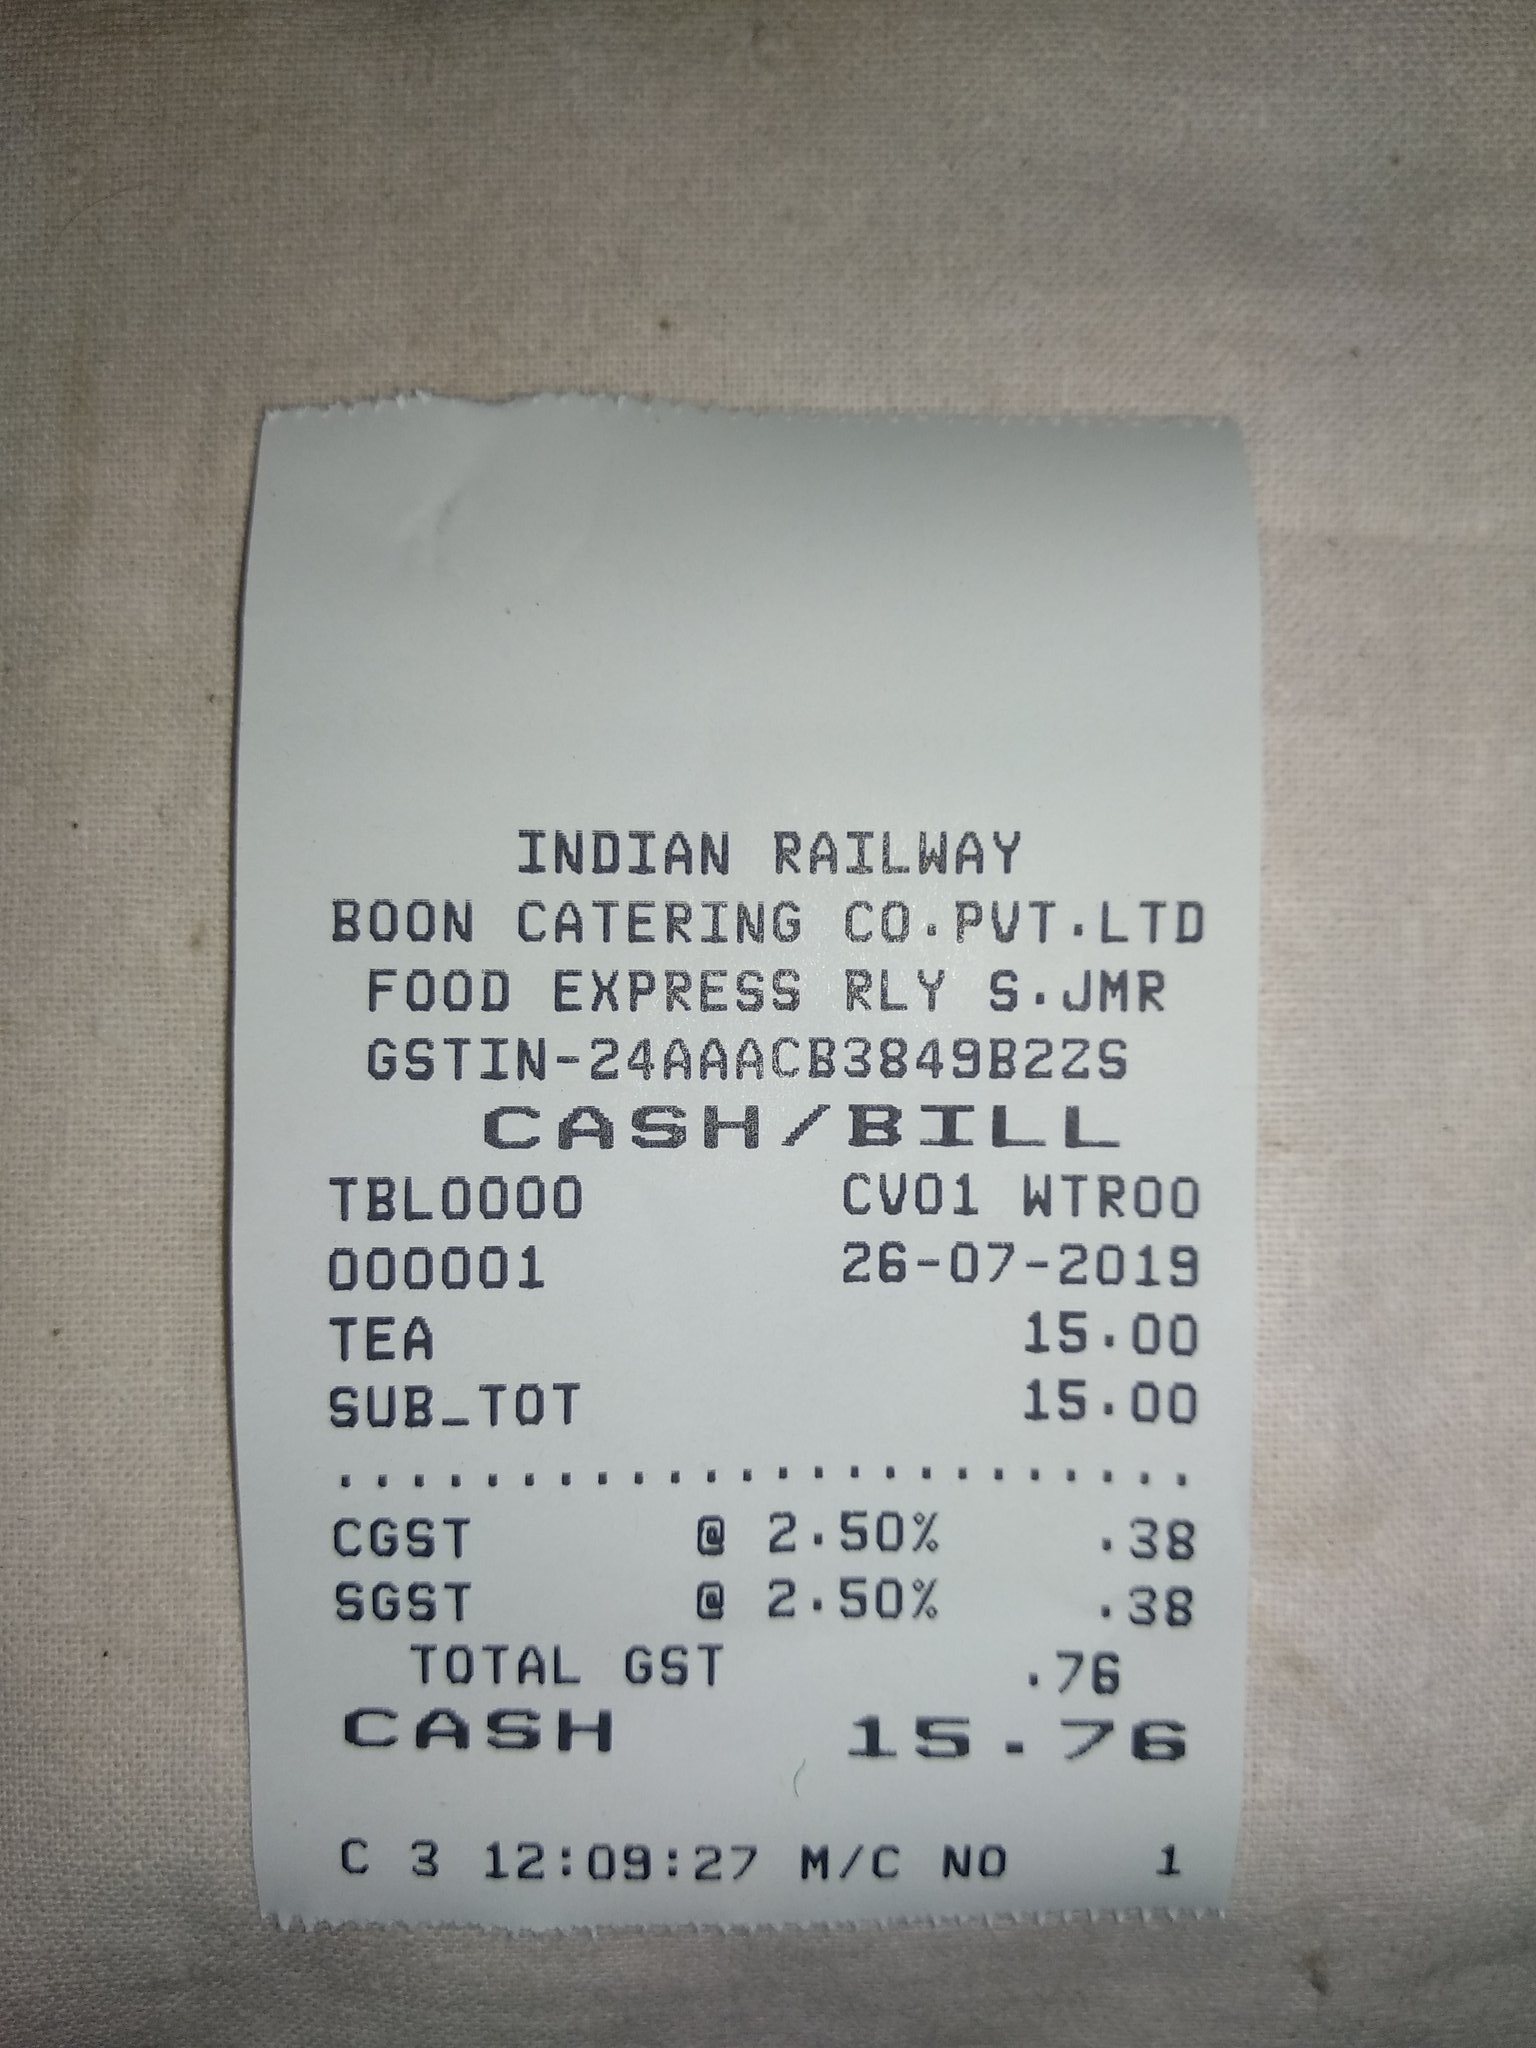 INDIAN RAILWAY
BOON CATERING CO.PVT.LTD
FOOD EXPRESS RLY S.JMR
GSTIN-24AAACB3849B2ZS
CASH/BILL
TBL0000 CV01 WTR00
000001 26-07-2019
TEA 15.00
SUB_TOT 15.00
........................
CGST @ 2.50% .38
SGST @ 2.50% .38
TOTAL GST .76
CASH 15.76
C 3 12:09:27 M/C NO 1